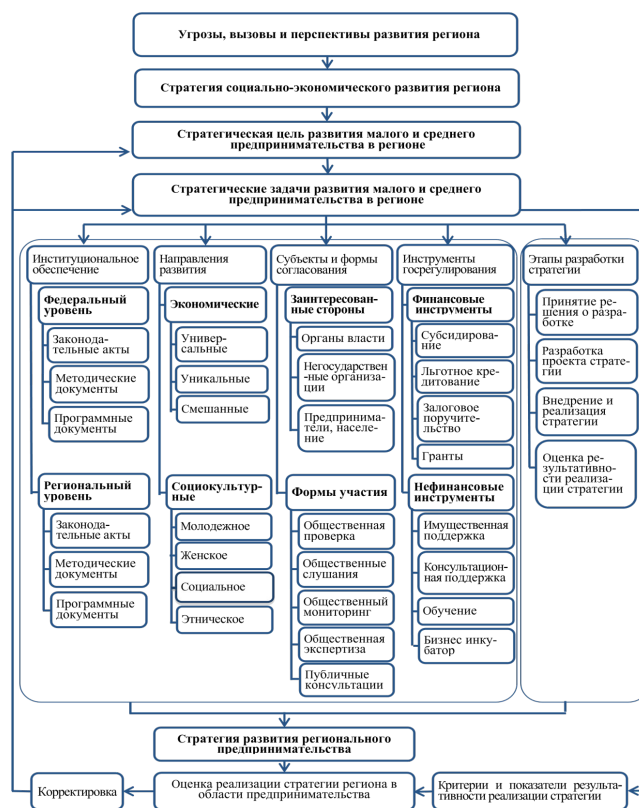 Угрозы, вызовы и перспективы развития региона
Стратегия социально-экономического развития региона
Стратегическая цель развития малого и среднего
предпринимательства в регионе
Стратегические задачи развития малого и среднего
предпринимательства в регионе
Институциональное
обеспечение
Федеральный
уровень
Законода-
тельные акты
Методические
документы
Программные
документы
Региональный
уровень
Законода-
тельные акты
Методические
документы
Программные
документы
Направления
развития
Экономические
Универ-
сальные
Уникальные
Смешанные
Социокультур-
ные
Молодежное
Женское
Социальное
Этническое
Субъекты и формы
согласования
Заинтересован-
ные стороны
Органы власти
Негосударствен
-ные организа-
ции
Предпринима-
тели, население
Формы участия
Общественная
проверка
Общественные
слушания
Общественный
мониторинг
Общественная
экспертиза
Публичные
консультации
Инструменты
госрегулирования
Финансовые
инструменты
Субсидирова-
ние
Льготное кре-
дитование
Залоговое
поручитель-
ство
Гранты
Нефинансовые
инструменты
Имущественная
поддержка
Консультацион-
ная поддержка
Обучение
Бизнес инку-
батор
Этапы разработки
стратегии
Принятие ре-
шения о разра-
ботке
Разработка
проекта страте-
гии
Внедрение и
реализация
стратегии
Оценка ре-
зультативности
реализации
стратегии
Стратегия развития регионального
предпринимательства
Корректировка
Оценка реализации стратегии региона в
области предпринимательства
Критерии и показатели результа-
тивности реализации стратегии